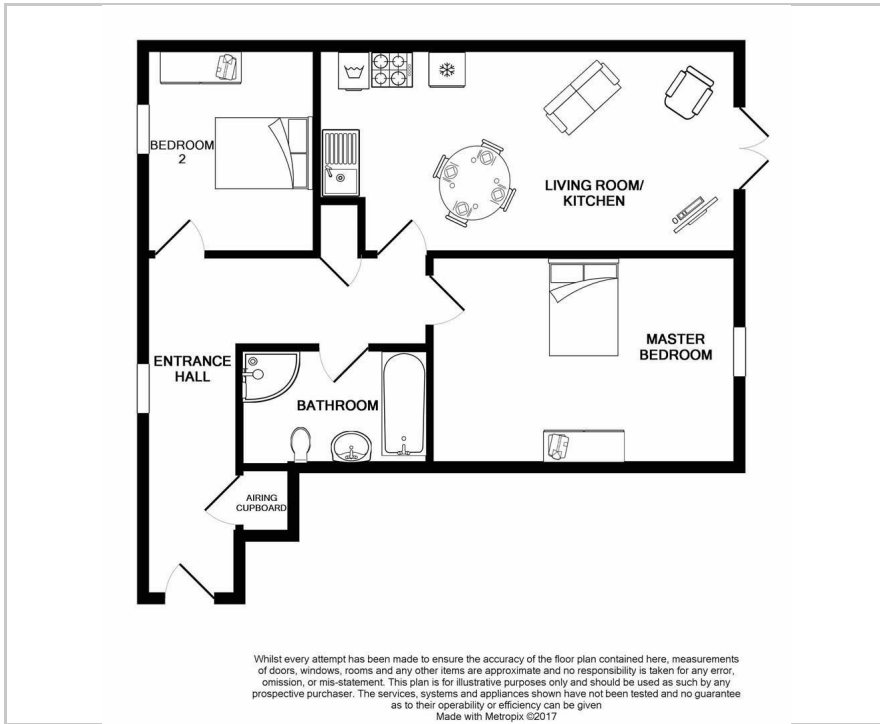 BEDROOM
2
LIVING ROOM/
KITCHEN
MASTER
BEDROOM
ENTRANCE
HALL
BATHROOM
AIRING
CUPBOARD
Whilst every attempt has been made to ensure the accuracy of the floor plan contained here, measurements
of doors, windows, rooms and any other items are approximate and no responsibility is taken for any error,
omission, or mis-statement. This plan is for illustrative purposes only and should be used as such by any
prospective purchaser. The services, systems and appliances shown have not been tested and no guarantee
as to their operability or efficiency can be given
Made with Metropix ©2017